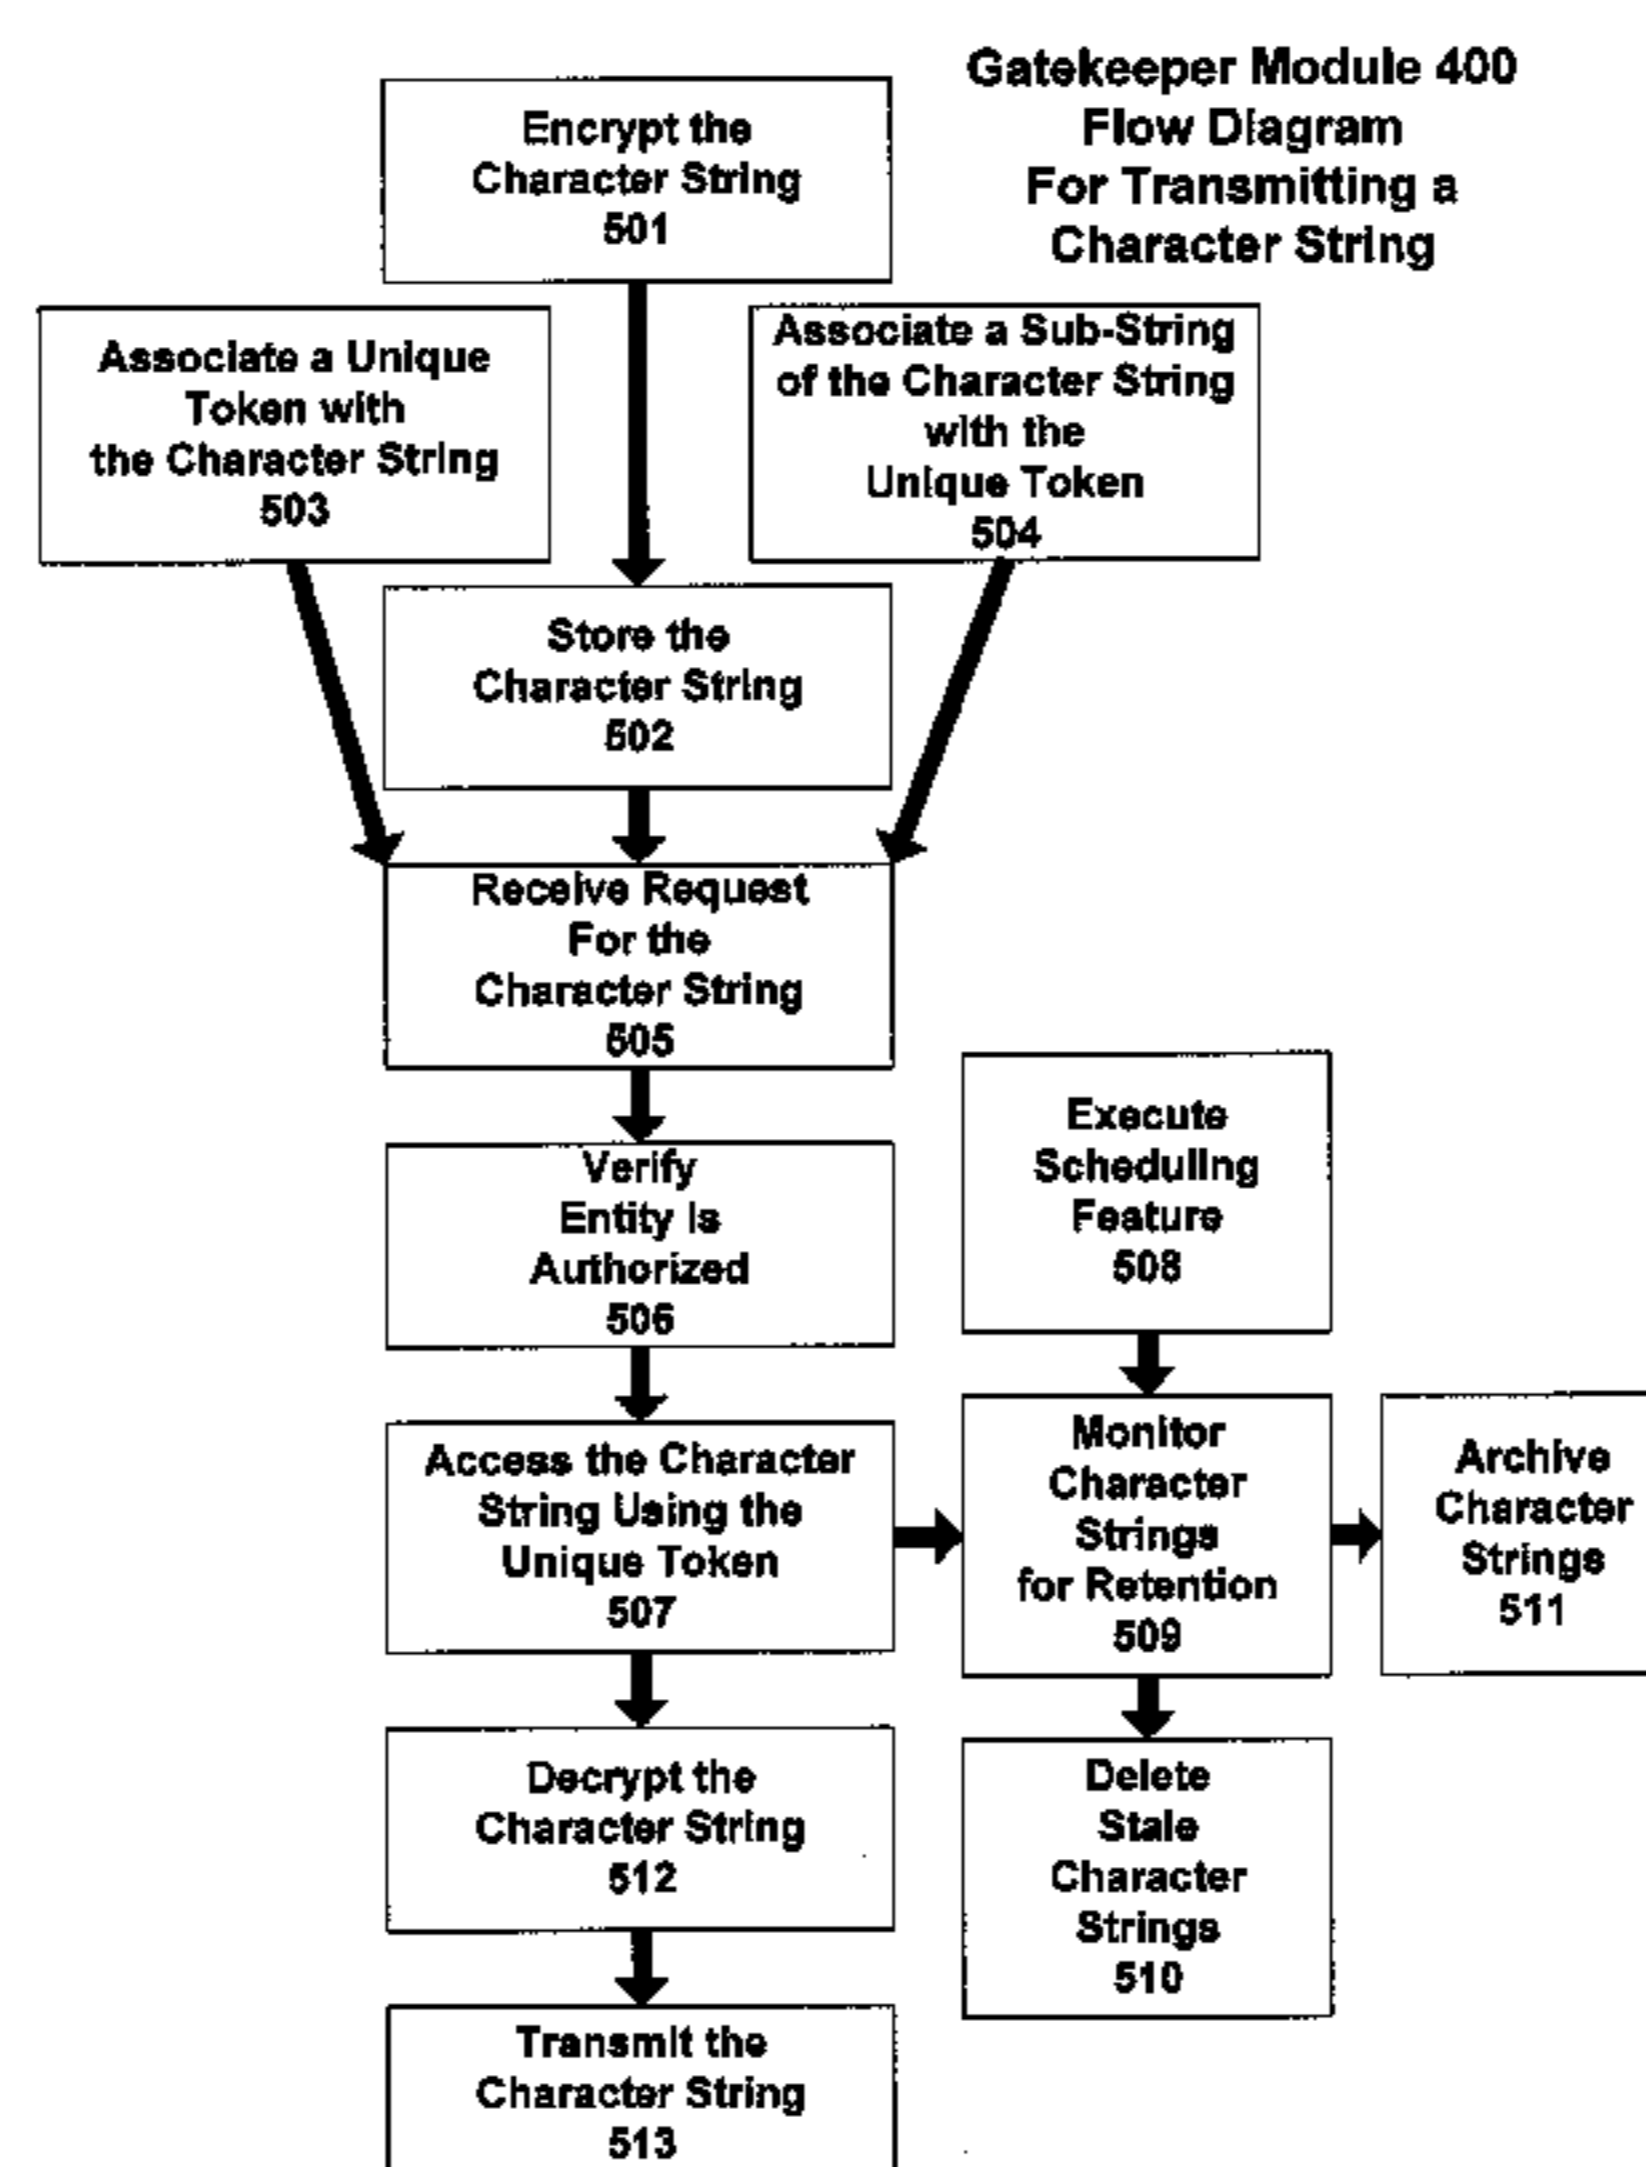 Gatekeeper Module 400
Flow Diagram
For Transmitting a
Character String
Encrypt the
Character String
501
Associate a Unique
Token with
the Character String
503
Associate a Sub-String
of the Character String
with the
Unique Token
504
Store the
Character String
502
Receive Request
For the
Character String
505
Verify
Entity is
Authorized
506
Execute
Scheduling
Feature
508
Access the Character
String Using the
Unique Token
507
Monitor
Character
Strings
for Retention
509
Archive
Character
Strings
511
Decrypt the
Character String
512
Delete
Stale
Character
Strings
510
Transmit the
Character String
513